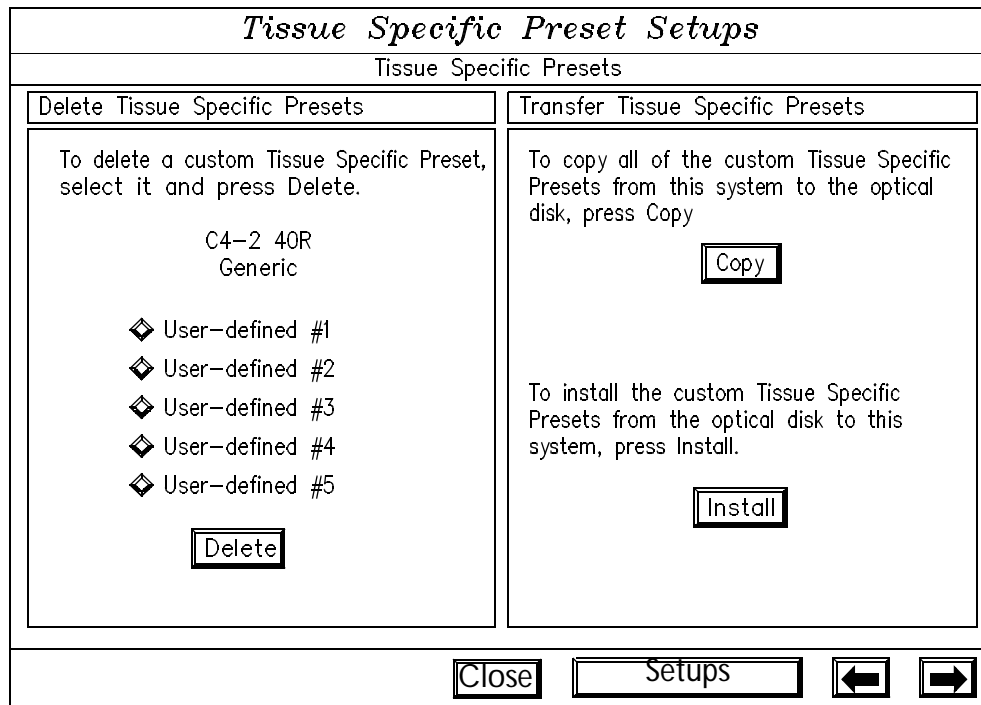 Tissue Specific Preset Setups
Tissue Specific Presets
Delete Tissue Specific Presets
To delete a custom Tissue Specific Preset,
select it and press Delete.
C4-2 40R
Generic
User-defined #1
User-defined #2
User-defined #3
User-defined #4
User-defined #5
Delete
Transfer Tissue Specific Presets
To copy all of the custom Tissue Specific
Presets from this system to the optical
disk, press Copy
Copy
To install the custom Tissue Specific
Presets from the optical disk to this
system, press Install.
Install
Close
Setups